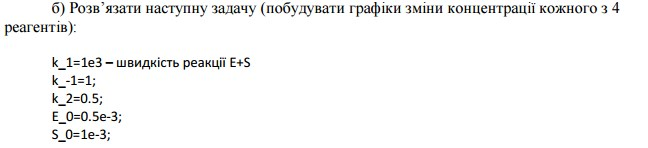 б) Розв’язати наступну задачу (побудувати графіки зміни концентрації кожного з 4
реагентів):
k_1=1e3 – швидкість реакції E+S
k_-1=1;
k_2=0.5;
E_0=0.5e-3;
S_0=1e-3;